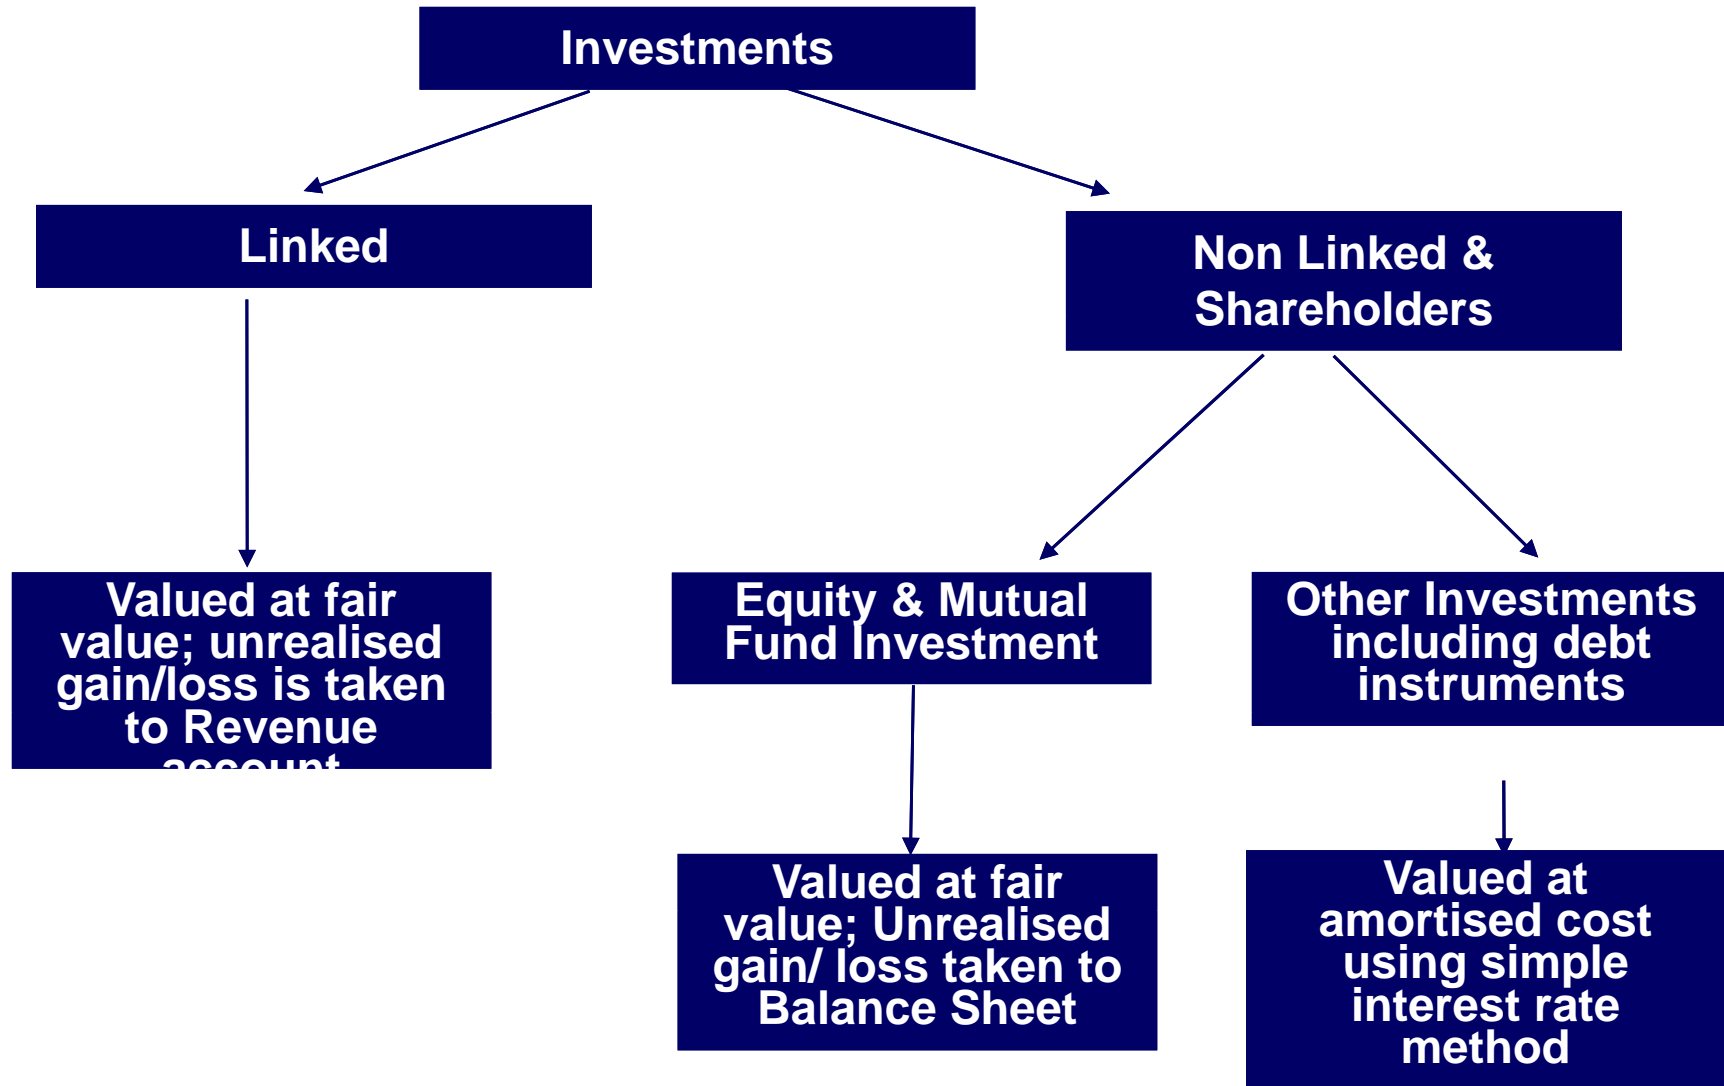 Investments
Linked
Non Linked &
Shareholders
Valued at fair
value; unrealised
gain/loss is taken
to Revenue
account
Equity & Mutual
Fund Investment
Other Investments
including debt
instruments
Valued at fair
value; Unrealised
gain/ loss taken to
Balance Sheet
Valued at
amortised cost
using simple
interest rate
method